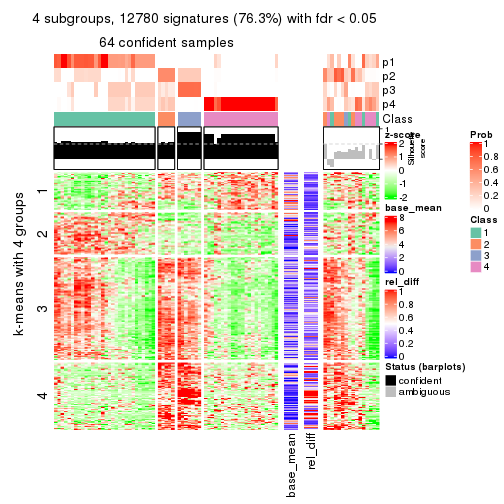 4 subgroups, 12780 signatures (76.3%) with fdr < 0.05
64 confident samples
p1
p2
p3
p4
Class
Silhouette
score
1
k-means with 4 groups
1
2
3
4
base_mean
rel_diff
z-score
2
1
0
-1
-2
base_mean
8
6
4
2
0
rel_diff
1
0.8
0.6
0.4
0.2
0
Status (barplots)
confident
ambiguous
Prob
1
0.8
0.6
0.4
0.2
0
Class
1
2
3
4